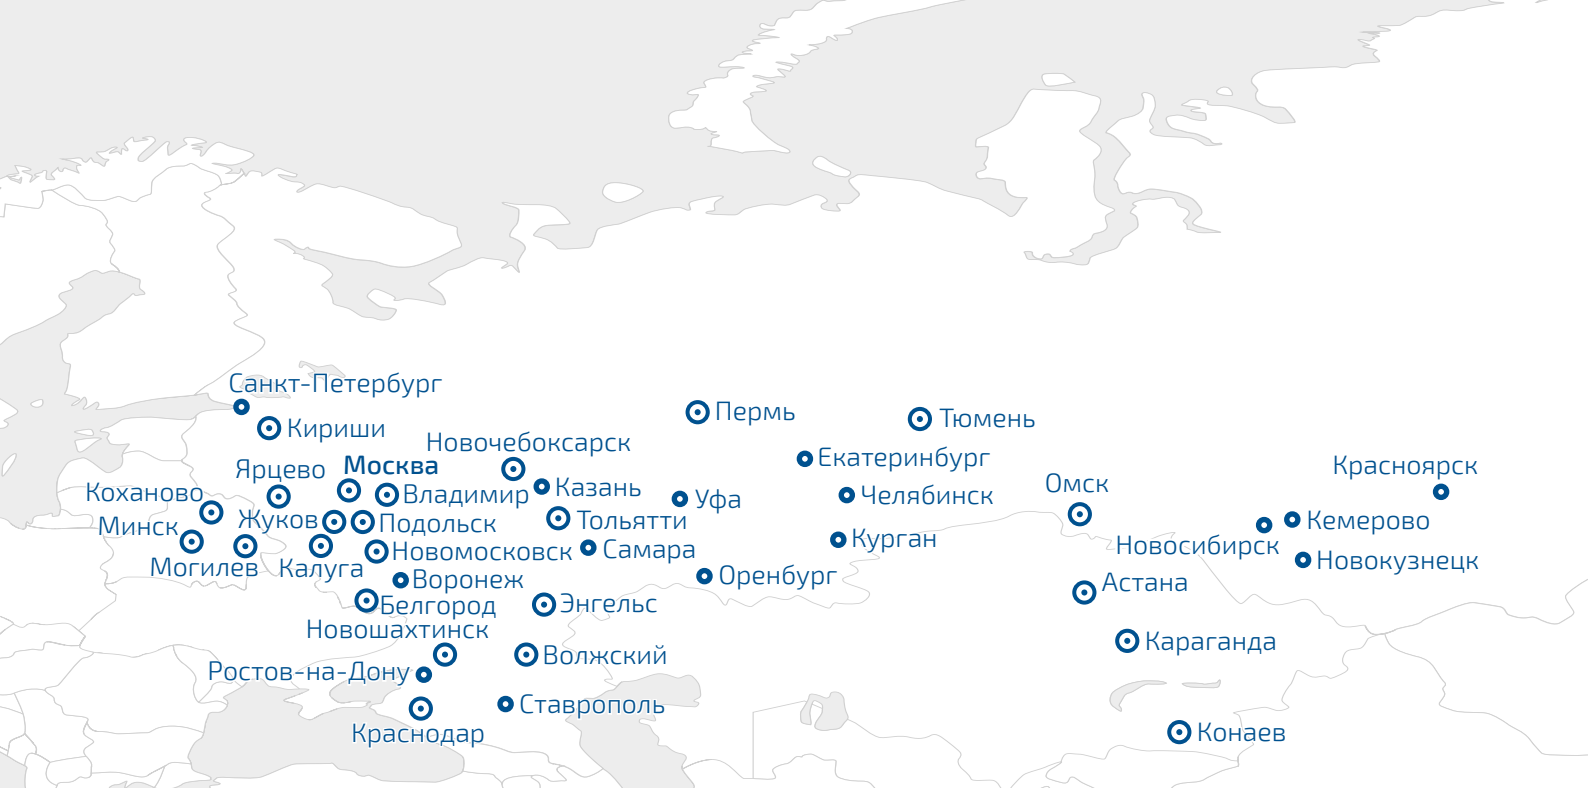 Санкт-Петербург
Кириши
Пермь
Тюмень
Новочебоксарск
Екатеринбург
Ярцево
Москва
Красноярск
Коханово
Владимир
Казань
Уфа
Челябинск
Омск
Минск
Жуков
Подольск
Тольятти
Кемерово
Новомосковск
Самара
Курган
Новосибирск
Могилев
Калуга
Новокузнецк
Воронеж
Оренбург
Астана
Белгород
Энгельс
Новошахтинск
Караганда
Волжский
Ростов-на-Дону
Ставрополь
Краснодар
Конаев